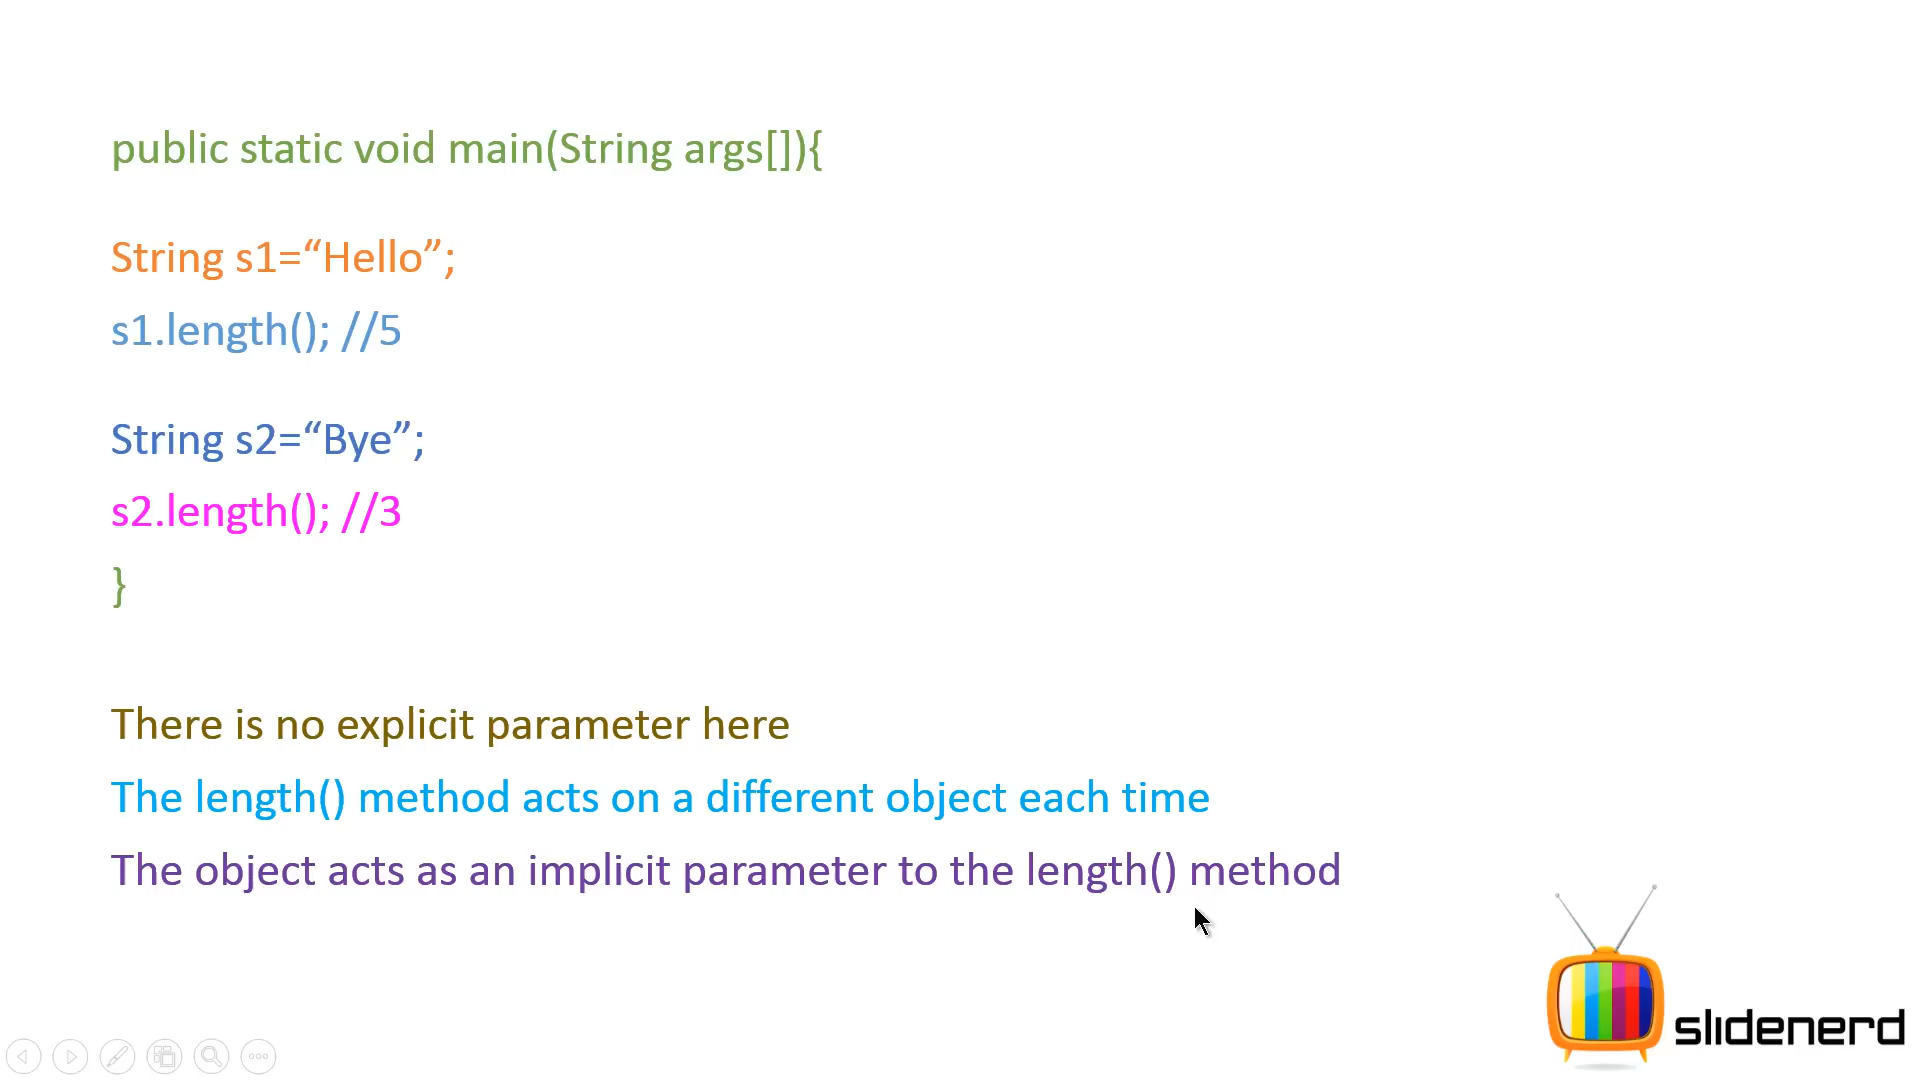 public static void main(String args[]){
String s1=“Hello”;
s1.length(); //5
String s2=“Bye”;
s2.length(); //3
}
There is no explicit parameter here
The length() method acts on a different object each time
The object acts as an implicit parameter to the length() method
slidenerd